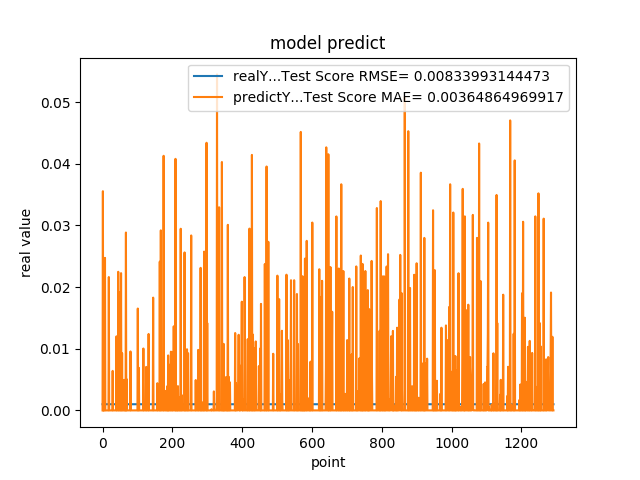 model predict
realY...Test Score RMSE= 0.00833993144473
predictY...Test Score MAE= 0.00364864969917
0.05
0.04
0.03
0.02
0.01
0.00
real value
0 200 400 600 800 1000 1200
point